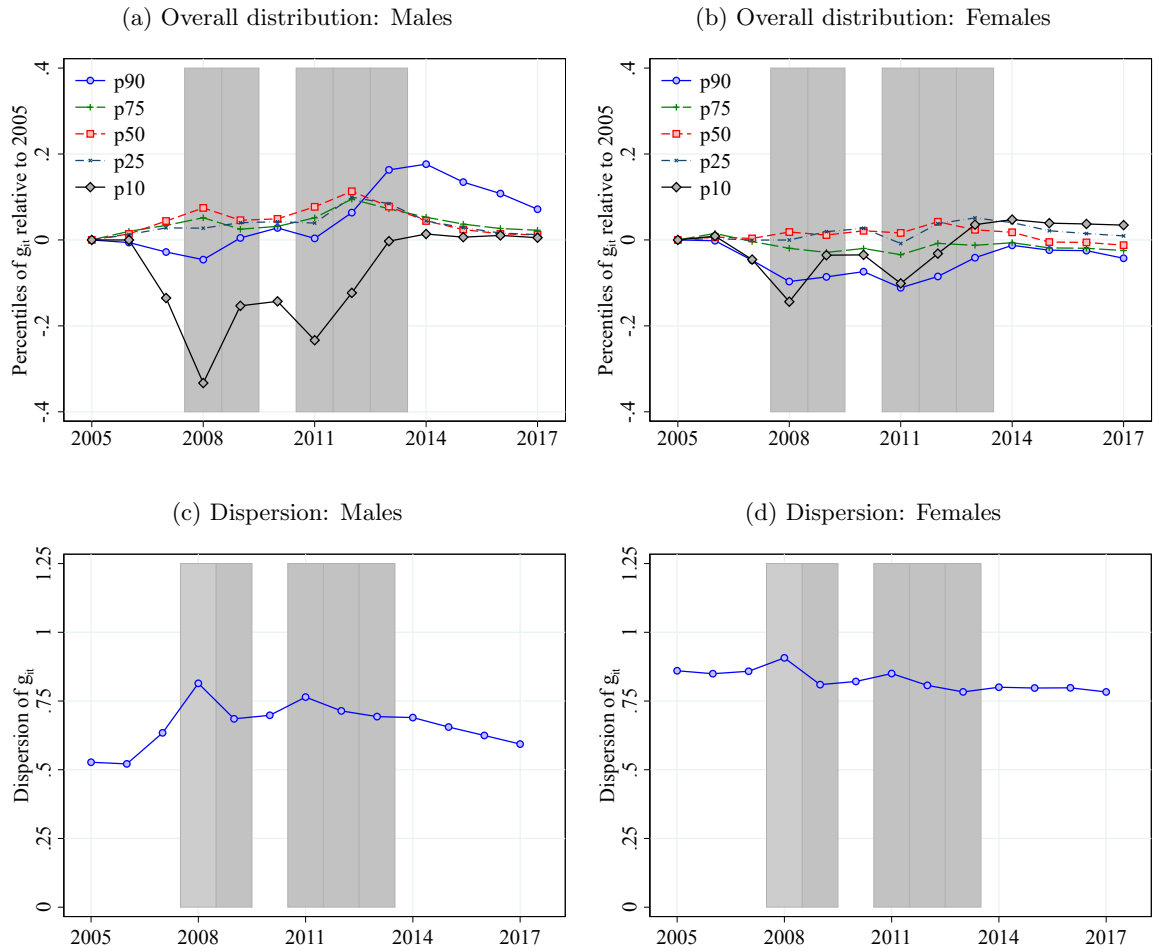 (a) Overall distribution: Males
(b) Overall distribution: Females
Percentiles of g_it relative to 2005
.4
.2
0
-.2
-.4
p90
p75
p50
p25
p10
2005 2008 2011 2014 2017
Percentiles of g_it relative to 2005
.4
.2
0
-.2
-.4
p90
p75
p50
p25
p10
2005 2008 2011 2014 2017
(c) Dispersion: Males
(d) Dispersion: Females
Dispersion of g_it
1.25
1
.75
.5
.25
0
2005 2008 2011 2014 2017
Dispersion of g_it
1.25
1
.75
.5
.25
0
2005 2008 2011 2014 2017